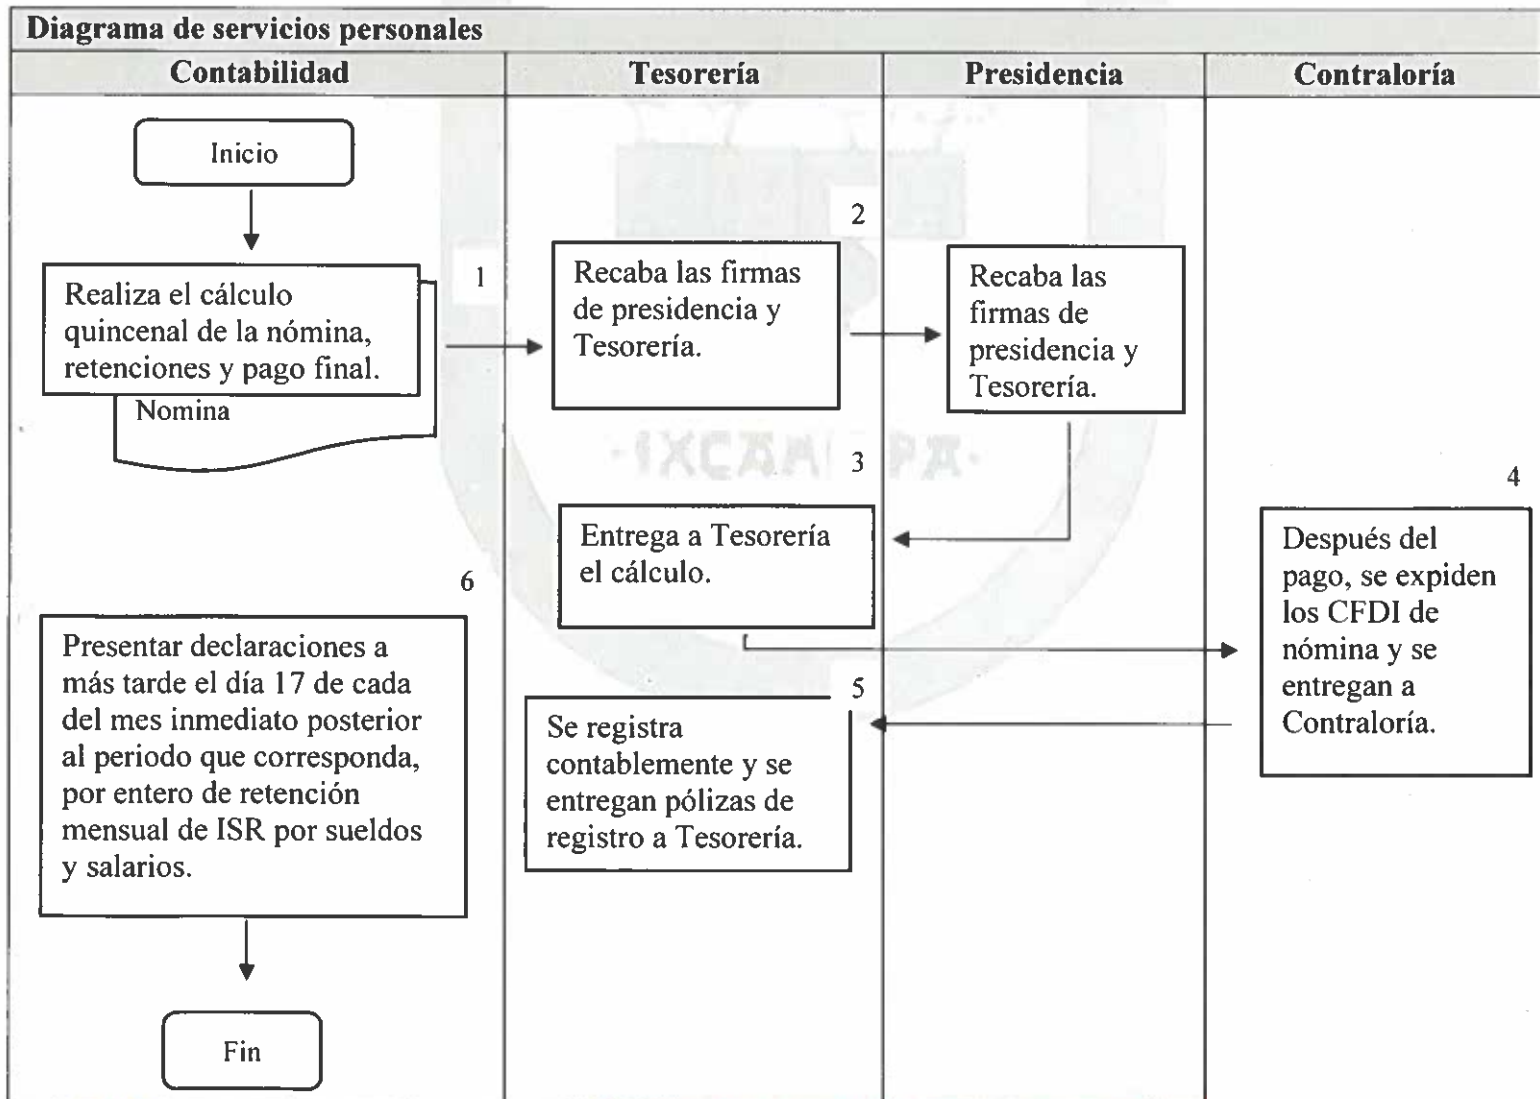 Diagrama de servicios personales
Contabilidad
Tesorería
Presidencia
Contraloría
Inicio
1
Realiza el cálculo
quincenal de la nómina,
retenciones y pago final.
Nomina
2
Recaba las firmas
de presidencia y
Tesorería.
Recaba las
firmas de
presidencia y
Tesorería.
3
Entrega a Tesorería
el cálculo.
4
Después del
pago, se expiden
los CFDI de
nómina y se
entregan a
Contraloría.
5
Se registra
contablemente y se
entregan pólizas de
registro a Tesorería.
6
Presentar declaraciones a
más tarde el día 17 de cada
del mes inmediato posterior
al periodo que corresponda,
por entero de retención
mensual de ISR por sueldos
y salarios.
Fin